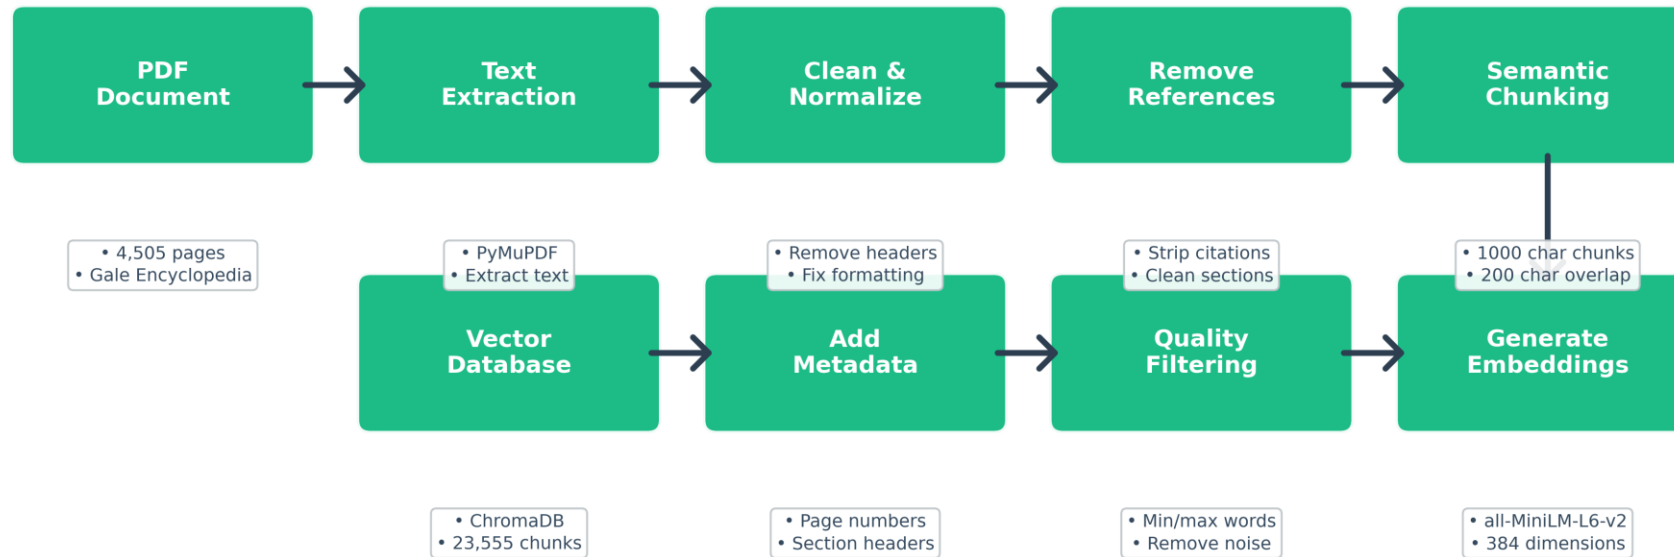 PDF
Document
Text
Extraction
Clean &
Normalize
Remove
References
Semantic
Chunking
• 4,505 pages
• Gale Encyclopedia
• PyMuPDF
• Extract text
• Remove headers
• Fix formatting
• Strip citations
• Clean sections
• 1000 char chunks
• 200 char overlap
Vector
Database
Add
Metadata
Quality
Filtering
Generate
Embeddings
• ChromaDB
• 23,555 chunks
• Page numbers
• Section headers
• Min/max words
• Remove noise
• all-MiniLM-L6-v2
• 384 dimensions